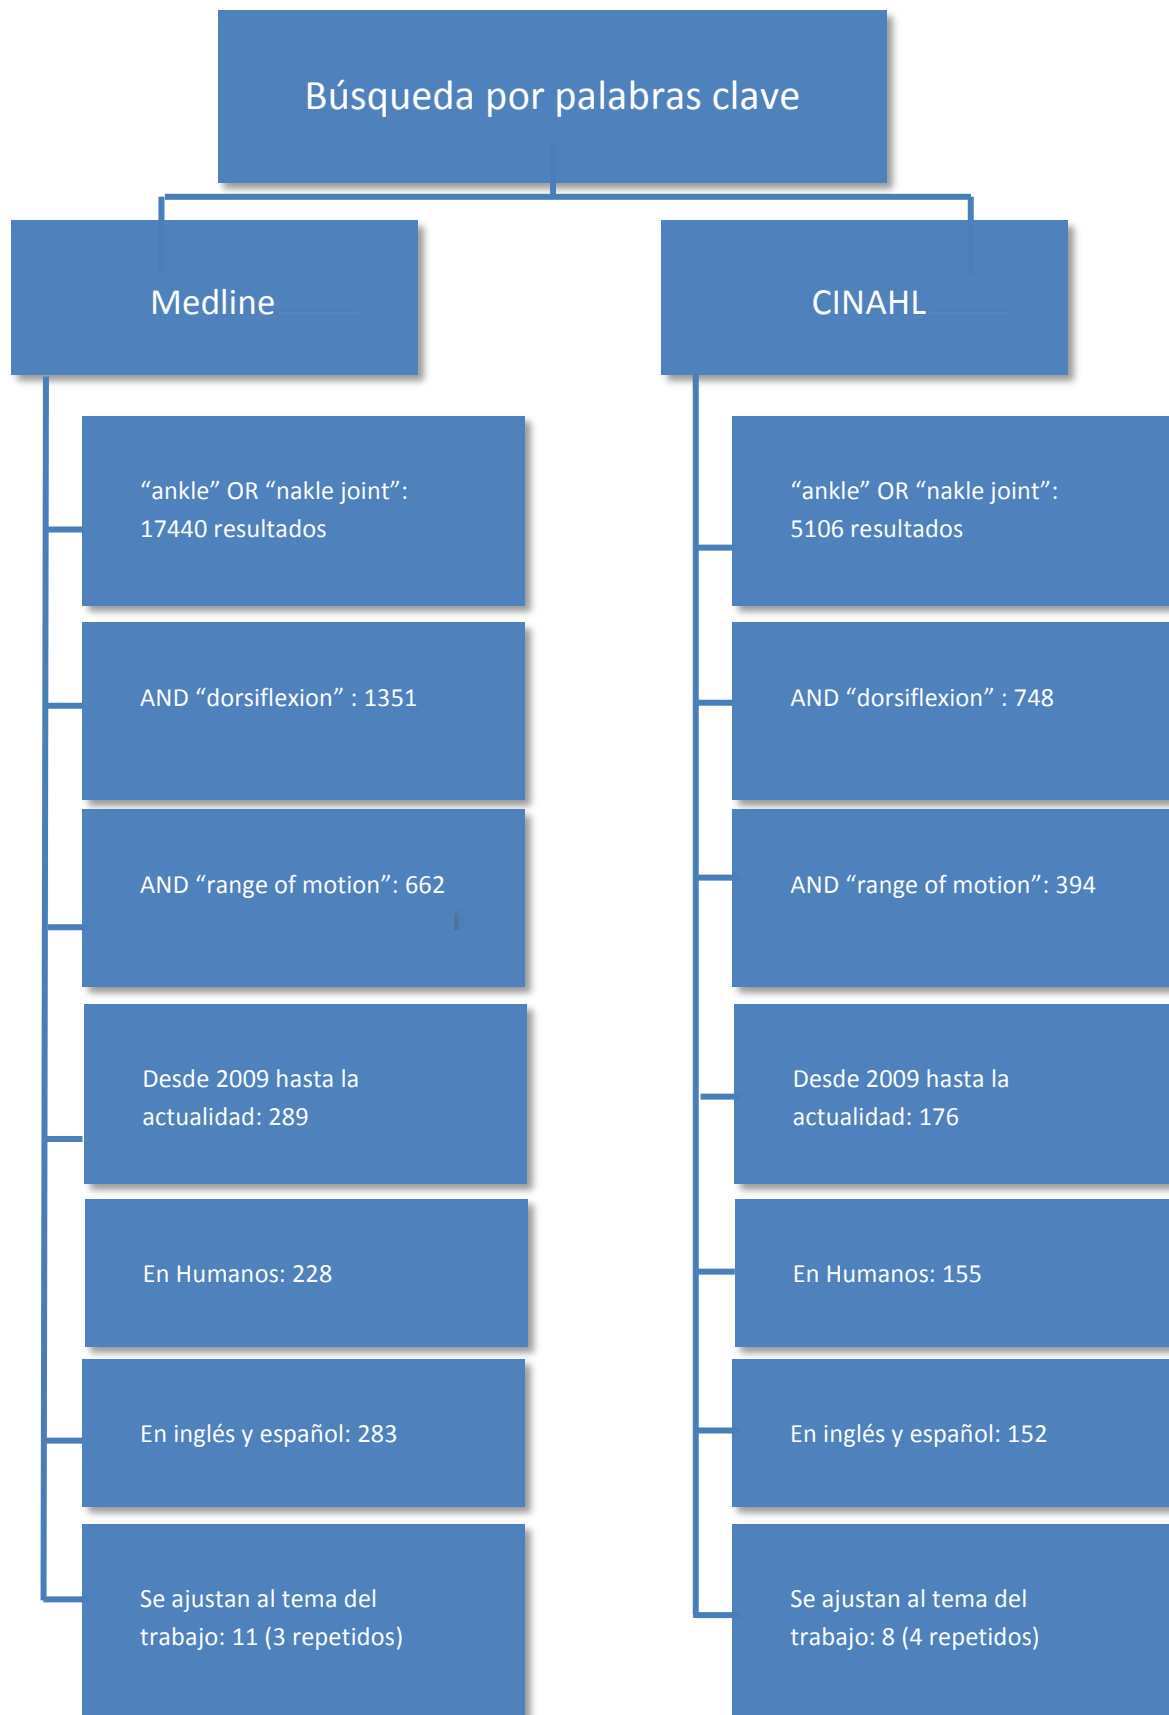 Búsqueda por palabras clave
Medline
“ankle” OR “nakle joint”:
17440 resultados
AND “dorsiflexion” : 1351
AND “range of motion”: 662
Desde 2009 hasta la
actualidad: 289
En Humanos: 228
En inglés y español: 283
Se ajustan al tema del
trabajo: 11 (3 repetidos)
CINAHL
“ankle” OR “nakle joint”:
5106 resultados
AND “dorsiflexion” : 748
AND “range of motion”: 394
Desde 2009 hasta la
actualidad: 176
En Humanos: 155
En inglés y español: 152
Se ajustan al tema del
trabajo: 8 (4 repetidos)